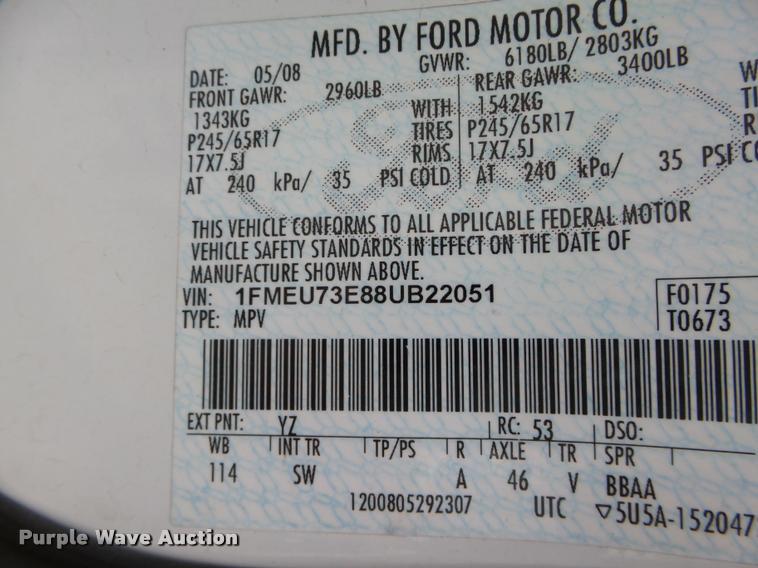 MFD. BY FORD MOTOR CO.
DATE: 05/08 GVWR: 6180LB/ 2803KG
FRONT GAWR: 2960LB REAR GAWR: 3400LB
1343KG WITH 1542KG
P245/65R17 TIRES P245/65R17
17X7.5J RIMS 17X7.5J
AT 240 kPa/ 35 PSI COLD AT 240 kPa/ 35 PSI CO
THIS VEHICLE CONFORMS TO ALL APPLICABLE FEDERAL MOTOR
VEHICLE SAFETY STANDARDS IN EFFECT ON THE DATE OF
MANUFACTURE SHOWN ABOVE.
VIN: 1FMEU73E88UB22051 F0175
TYPE: MPV T0673
EXT PNT: YZ RC: 53 DSO:
WB INT TR TP/PS R AXLE TR SPR
114 SW A 46 V BBAA
1200805292307 UTC ▽5U5A-152047
Purple Wave Auction